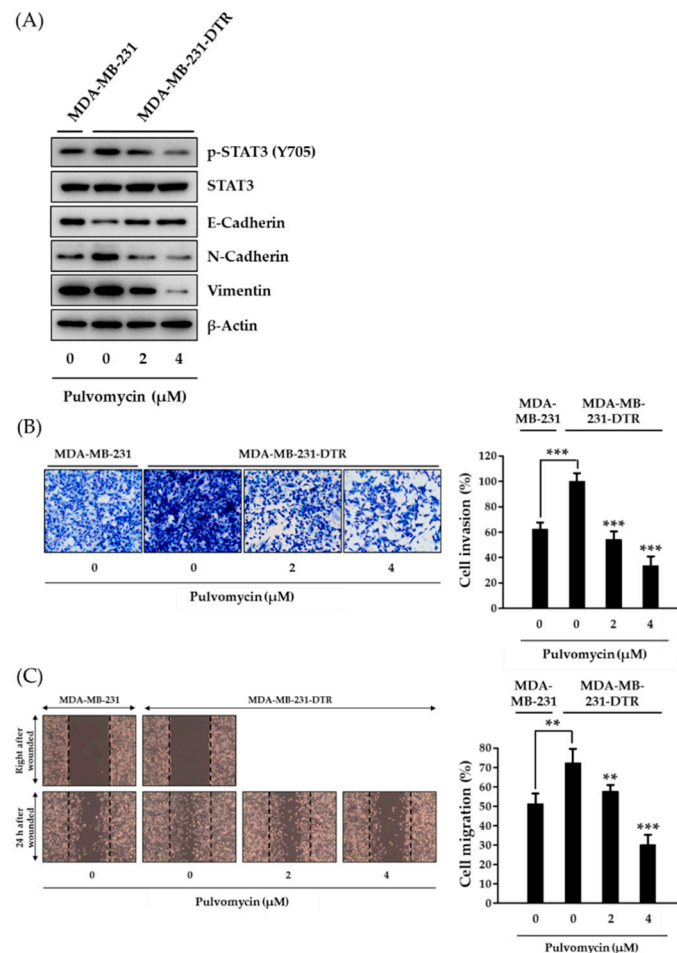 (A)
MDA-MB-231
MDA-MB-231-DTR
p-STAT3 (Y705)
STAT3
E-Cadherin
N-Cadherin
Vimentin
β-Actin
0 0 2 4
Pulvomycin (μM)
(B)
MDA-MB-231 MDA-MB-231-DTR
0 0 2 4
Pulvomycin (μM)
MDA-
MB-231
MDA-MB-
231-DTR
Cell invasion (%)
120
100
80
60
40
20
0
***
***
***
0 0 2 4
Pulvomycin (μM)
(C)
MDA-MB-231 MDA-MB-231-DTR
Right after
wounded
24 h after
wounded
0 0 2 4
Pulvomycin (μM)
MDA-
MB-231
MDA-MB-
231-DTR
Cell migration (%)
80
70
60
50
40
30
20
10
0
**
**
***
0 0 2 4
Pulvomycin (μM)